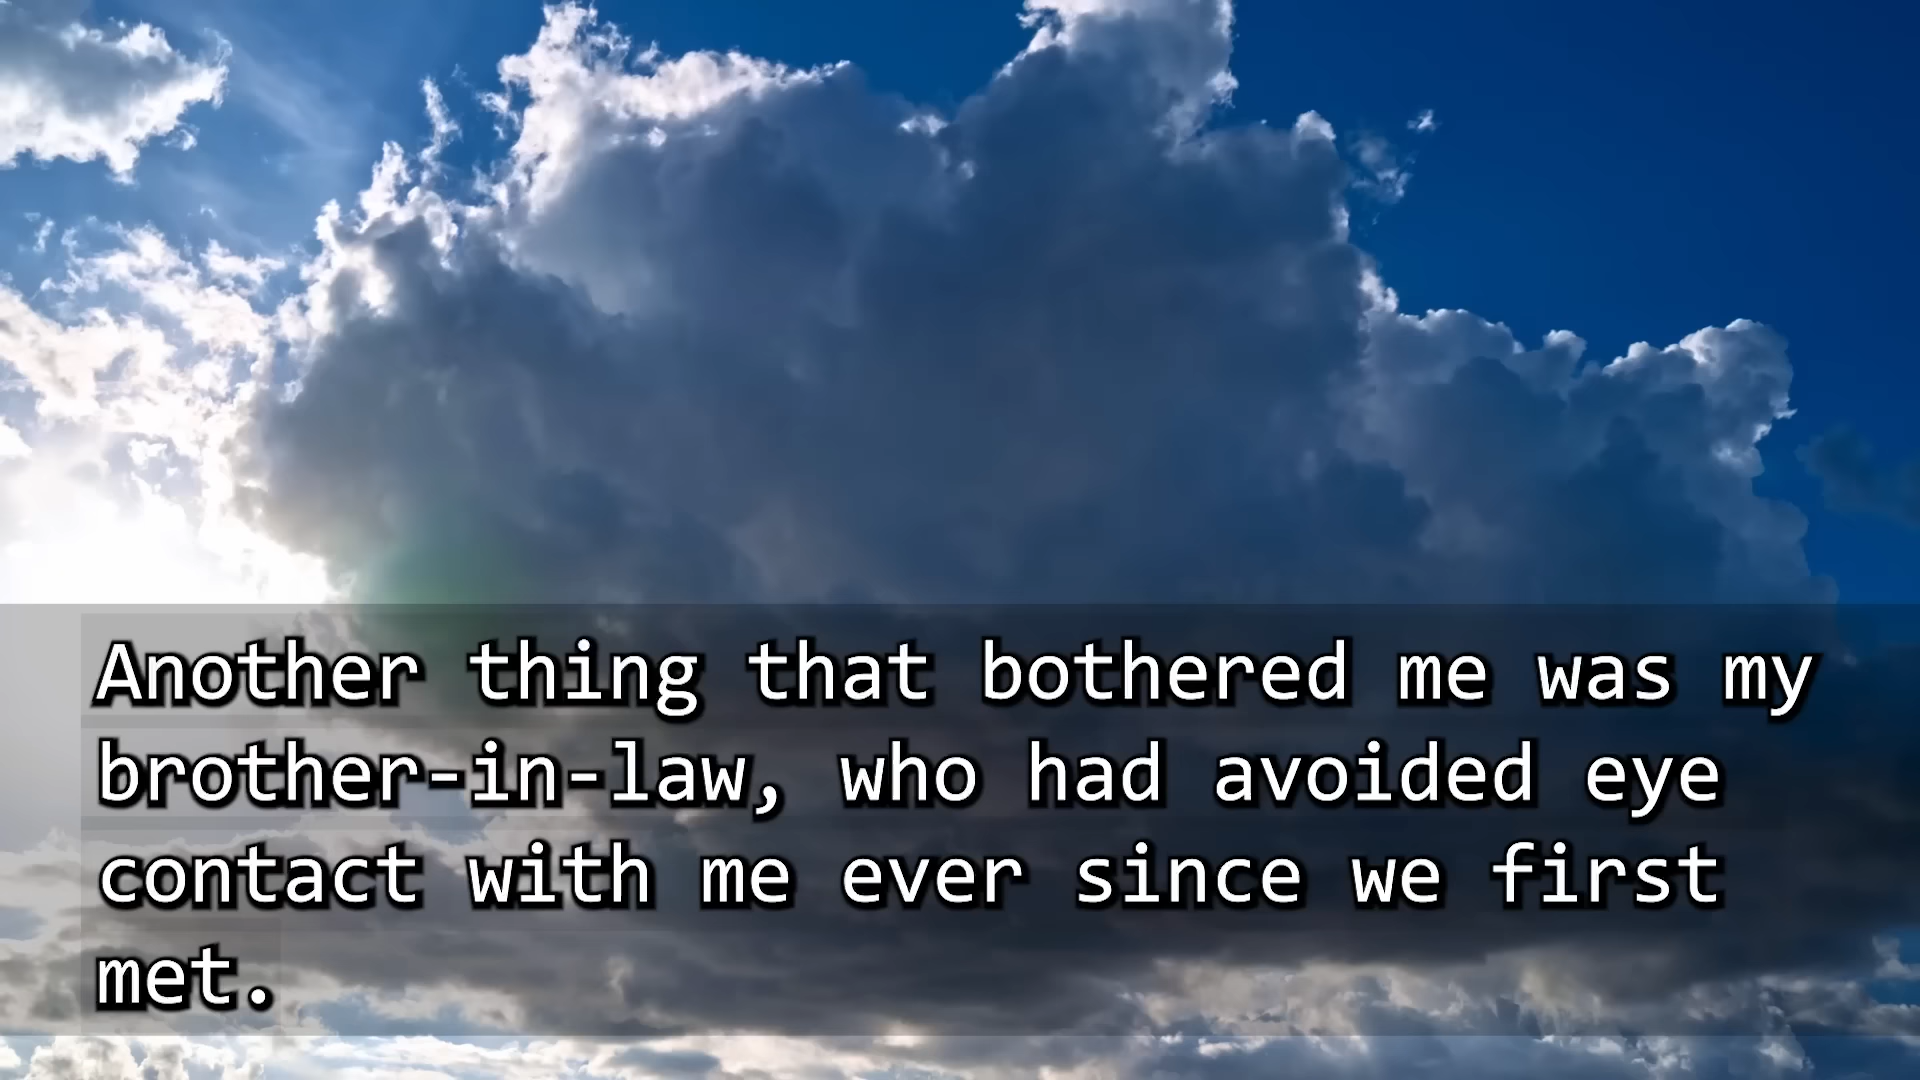 Another thing that bothered me was my
brother-in-law, who had avoided eye
contact with me ever since we first
met.